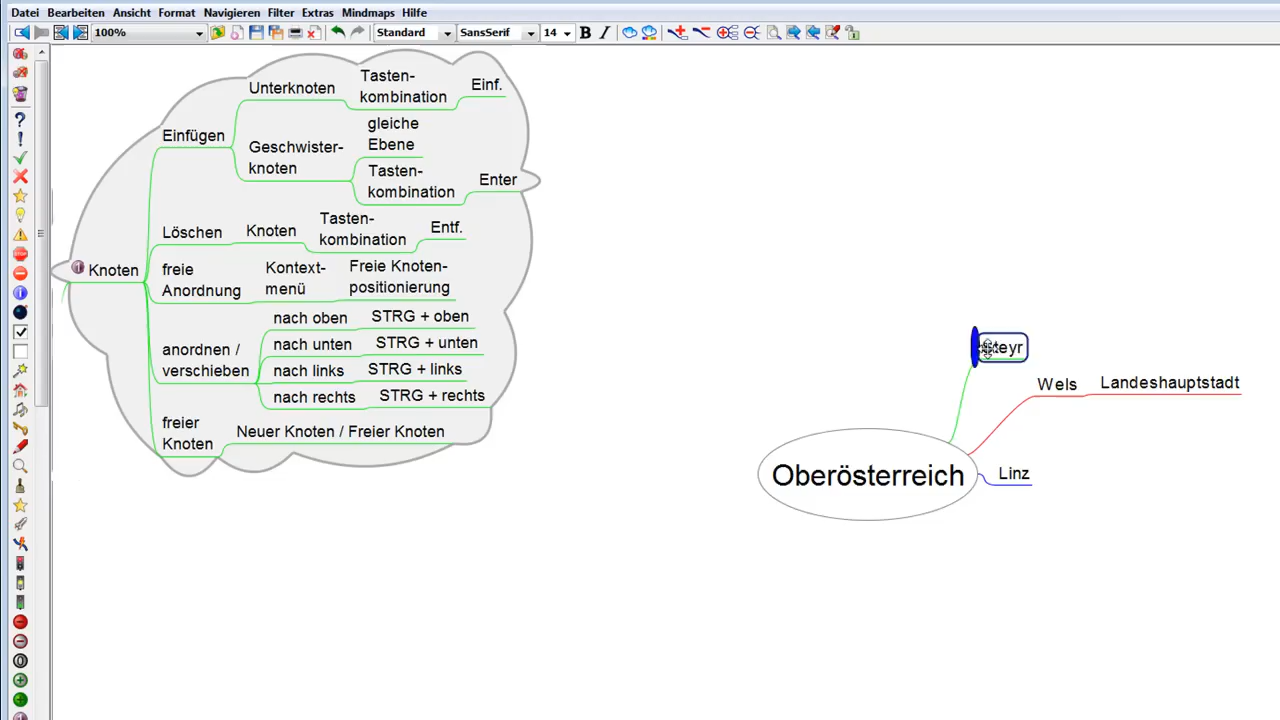 Datei Bearbeiten Ansicht Format Navigieren Filter Extras Mindmaps Hilfe
100% Standard SansSerif 14 B I
Unterknoten
Tasten-
kombination
Einf.
Einfügen
Geschwister-
knoten
gleiche
Ebene
Tasten-
kombination
Enter
Löschen
Knoten
Tasten-
kombination
Entf.
Knoten
freie
Anordnung
Kontext-
menü
Freie Knoten-
positionierung
anordnen /
verschieben
nach oben STRG + oben
nach unten STRG + unten
nach links STRG + links
nach rechts STRG + rechts
freier
Knoten
Neuer Knoten / Freier Knoten
Wels Landeshauptstadt
Oberösterreich
Linz